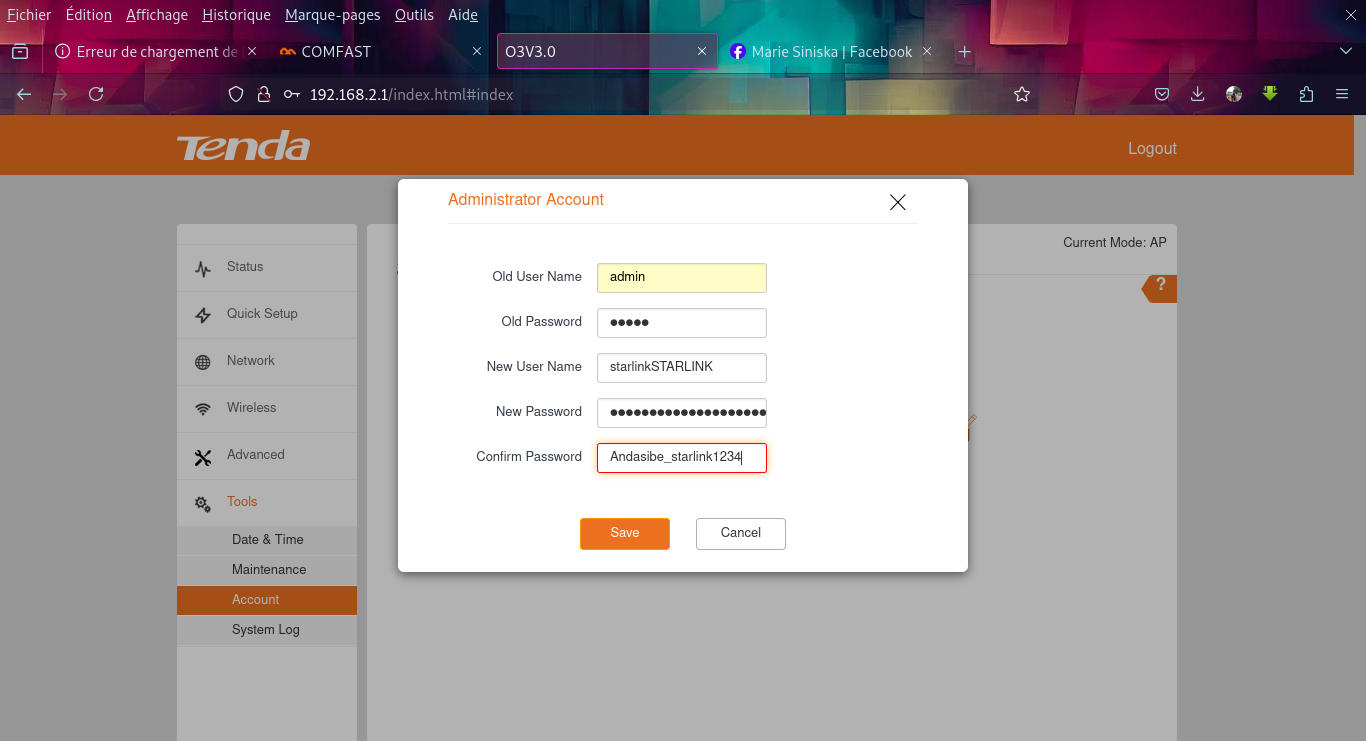 Fichier Édition Affichage Historique Marque-pages Outils Aide
Erreur de chargement de
COMFAST
O3V3.0
Marie Siniska | Facebook
192.168.2.1/index.html#index
Tenda
Logout
Administrator Account
Current Mode: AP
?
Status
Quick Setup
Network
Wireless
Advanced
Tools
Date & Time
Maintenance
Account
System Log
Old User Name admin
Old Password •••••
New User Name starlinkSTARLINK
New Password ••••••••••••••••••••
Confirm Password Andasibe_starlink1234
Save Cancel